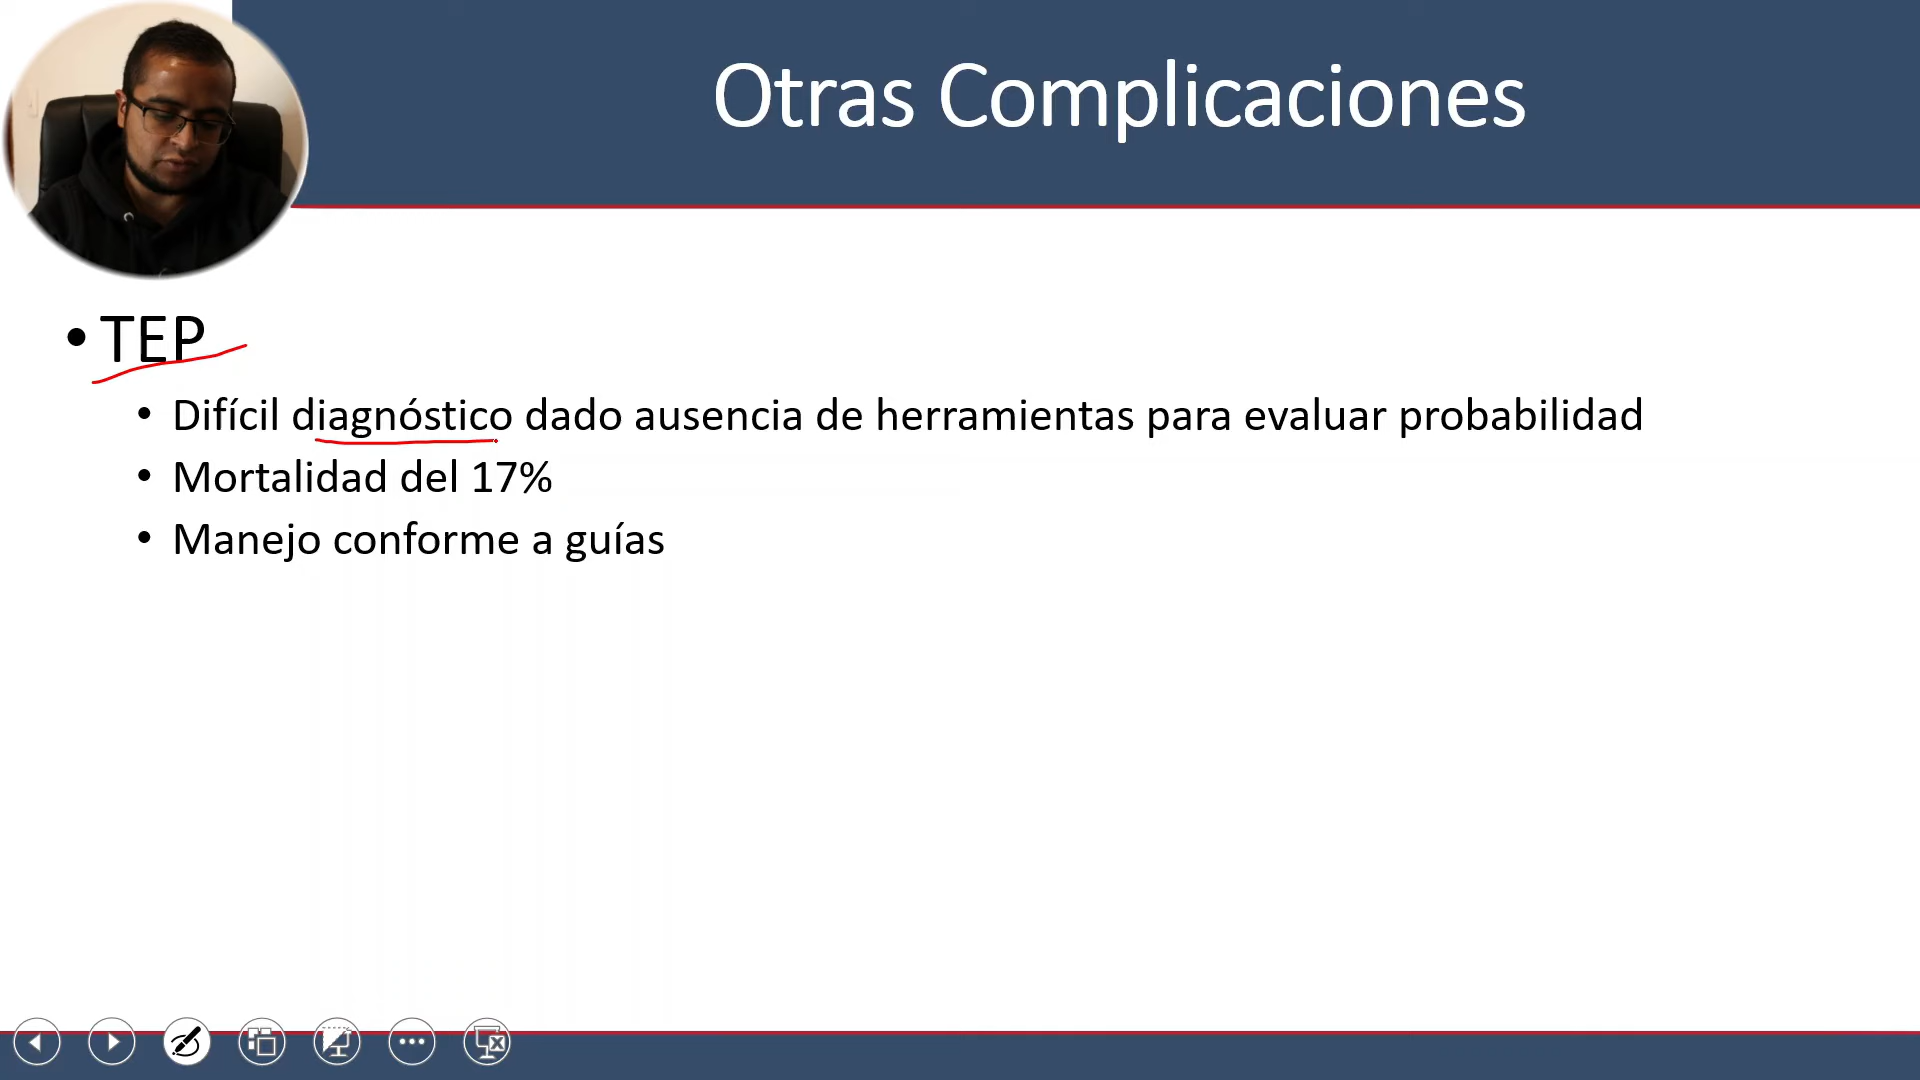 Otras Complicaciones
• TEP
• Difícil diagnóstico dado ausencia de herramientas para evaluar probabilidad
• Mortalidad del 17%
• Manejo conforme a guías